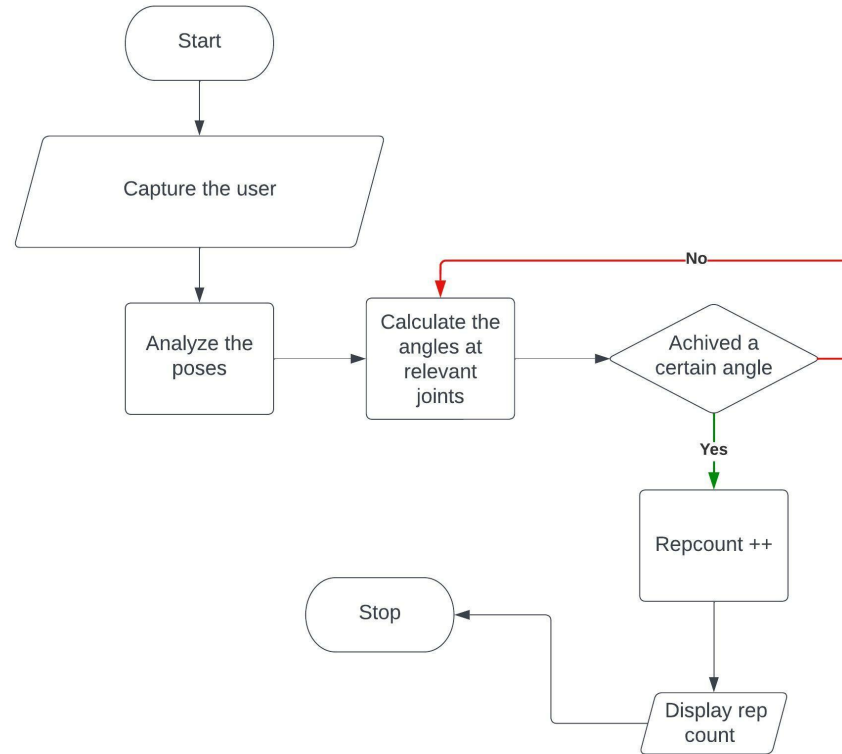 Start
Capture the user
No
Analyze the
poses
Calculate the
angles at
relevant
joints
Achived a
certain angle
Yes
Repcount ++
Stop
Display rep
count